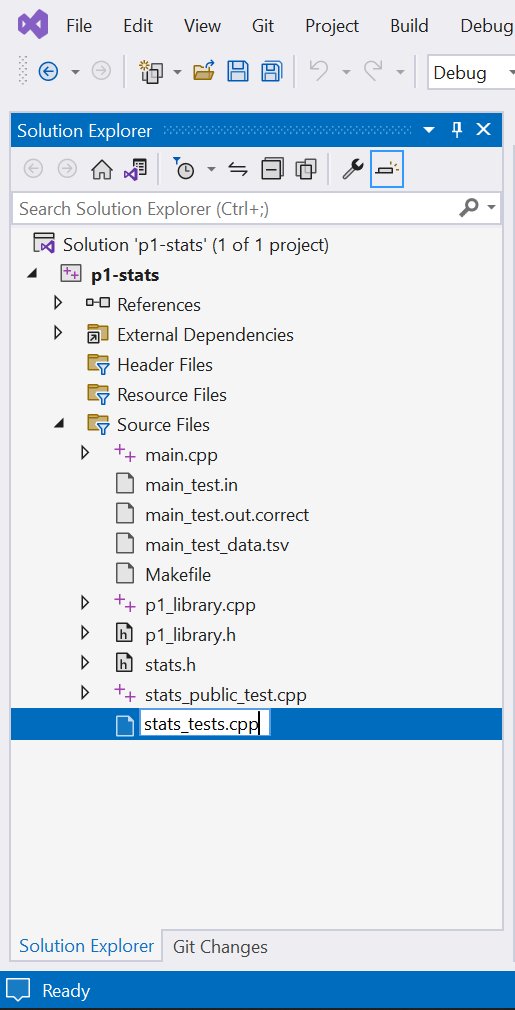 File Edit View Git Project Build Debug
Debug
Solution Explorer
Search Solution Explorer (Ctrl+;)
Solution 'p1-stats' (1 of 1 project)
p1-stats
References
External Dependencies
Header Files
Resource Files
Source Files
main.cpp
main_test.in
main_test.out.correct
main_test_data.tsv
Makefile
p1_library.cpp
p1_library.h
stats.h
stats_public_test.cpp
stats_tests.cpp
Solution Explorer Git Changes
Ready